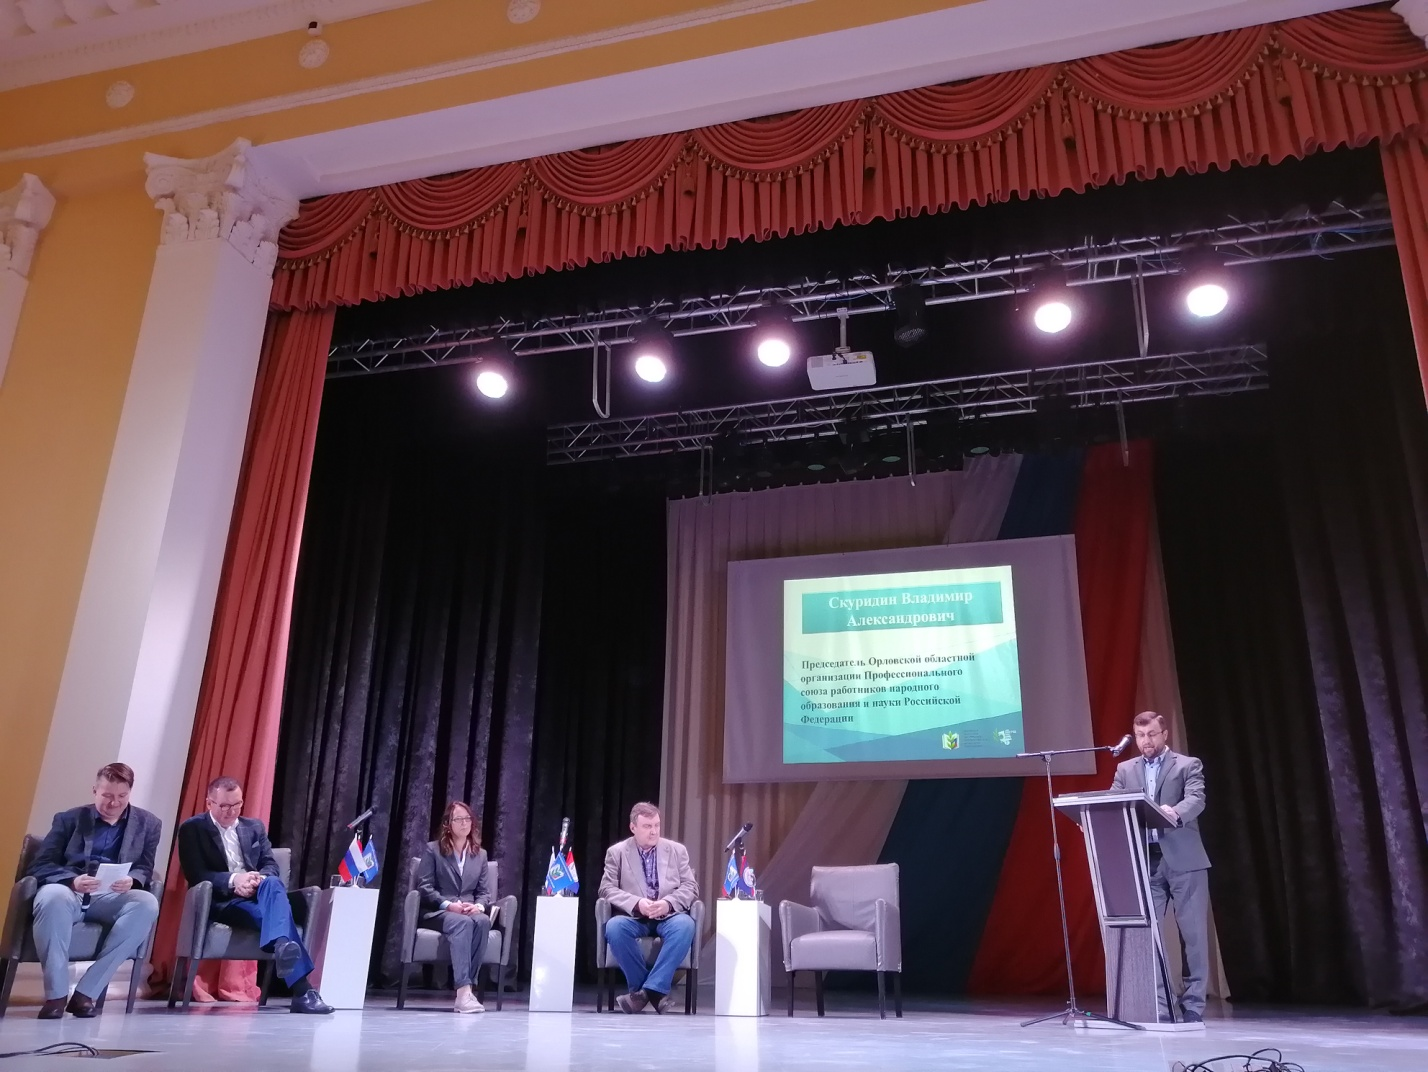 Скуридин Владимир
Александрович
Председатель Орловской областной
организации Профессионального
союза работников народного
образования и науки Российской
Федерации